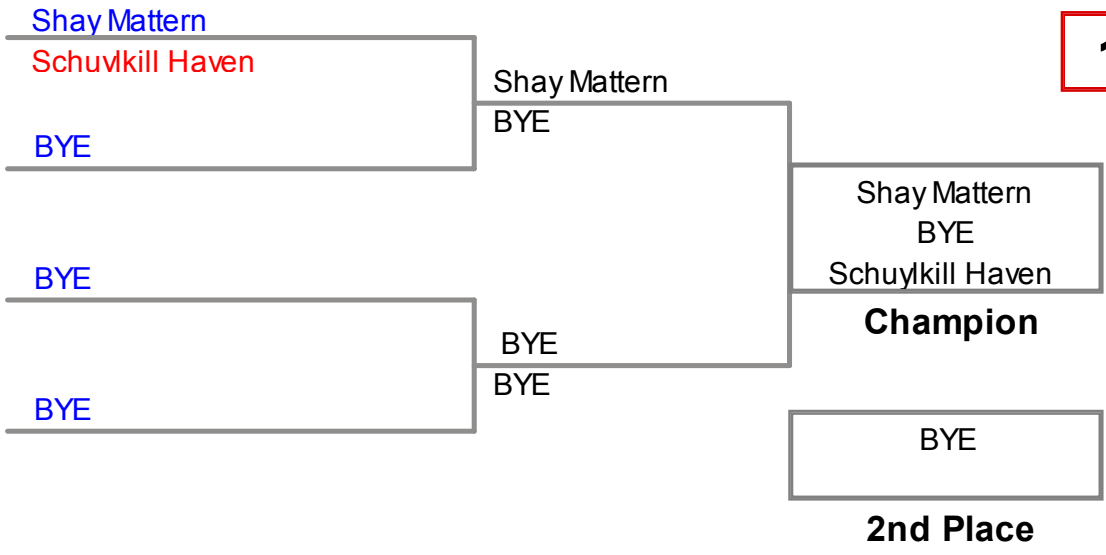 Shay Mattern
Schuylkill Haven
BYE
Shay Mattern
BYE
BYE
BYE
BYE
BYE
Shay Mattern
BYE
Schuylkill Haven
Champion
BYE
2nd Place